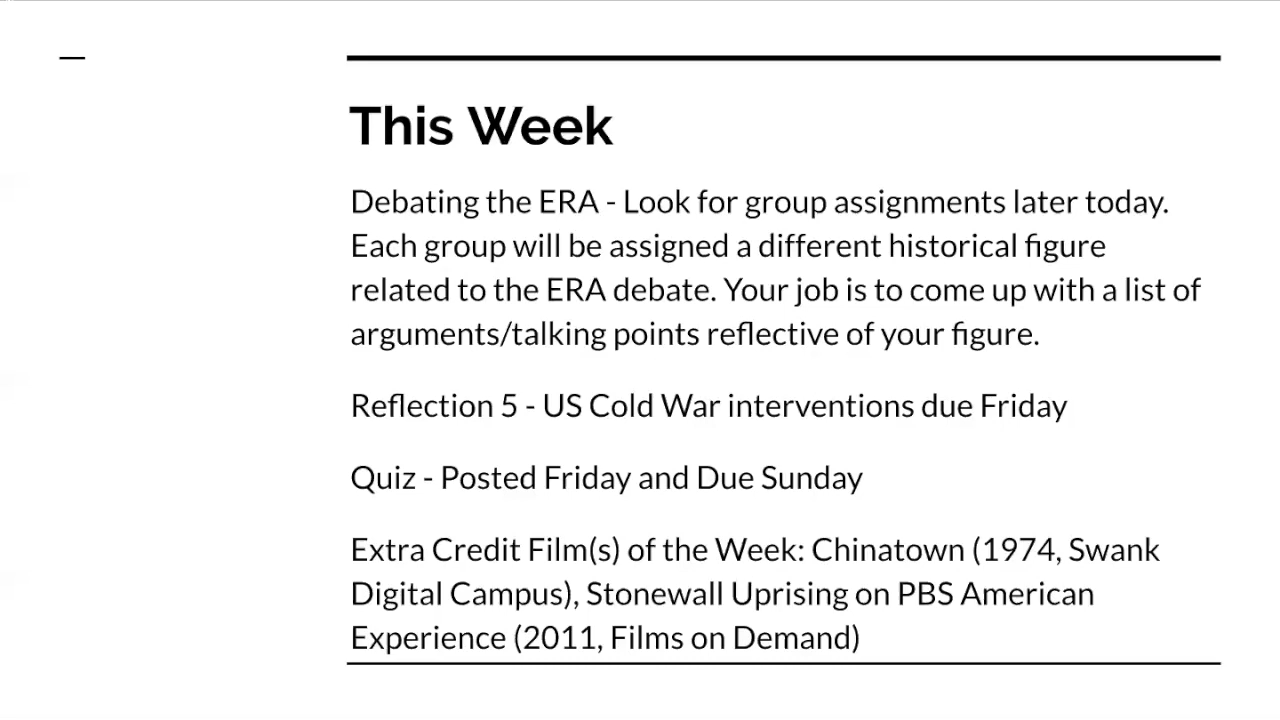 This Week
Debating the ERA - Look for group assignments later today.
Each group will be assigned a different historical figure
related to the ERA debate. Your job is to come up with a list of
arguments/talking points reflective of your figure.
Reflection 5 - US Cold War interventions due Friday
Quiz - Posted Friday and Due Sunday
Extra Credit Film(s) of the Week: Chinatown (1974, Swank
Digital Campus), Stonewall Uprising on PBS American
Experience (2011, Films on Demand)